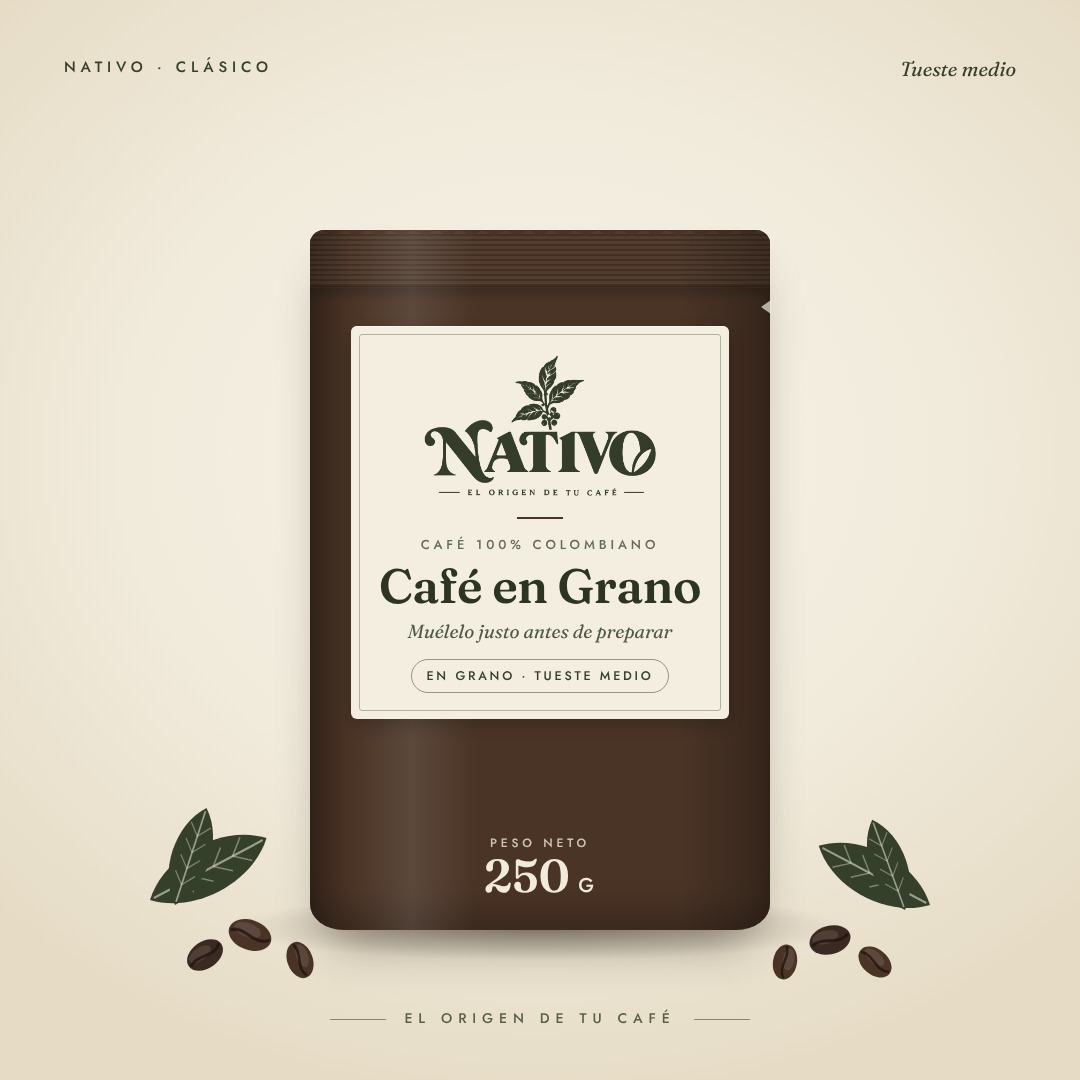 NATIVO · CLÁSICO
Tueste medio
NATIVO
EL ORIGEN DE TU CAFÉ
CAFÉ 100% COLOMBIANO
Café en Grano
Muélelo justo antes de preparar
EN GRANO · TUESTE MEDIO
PESO NETO
250 G
EL ORIGEN DE TU CAFÉ